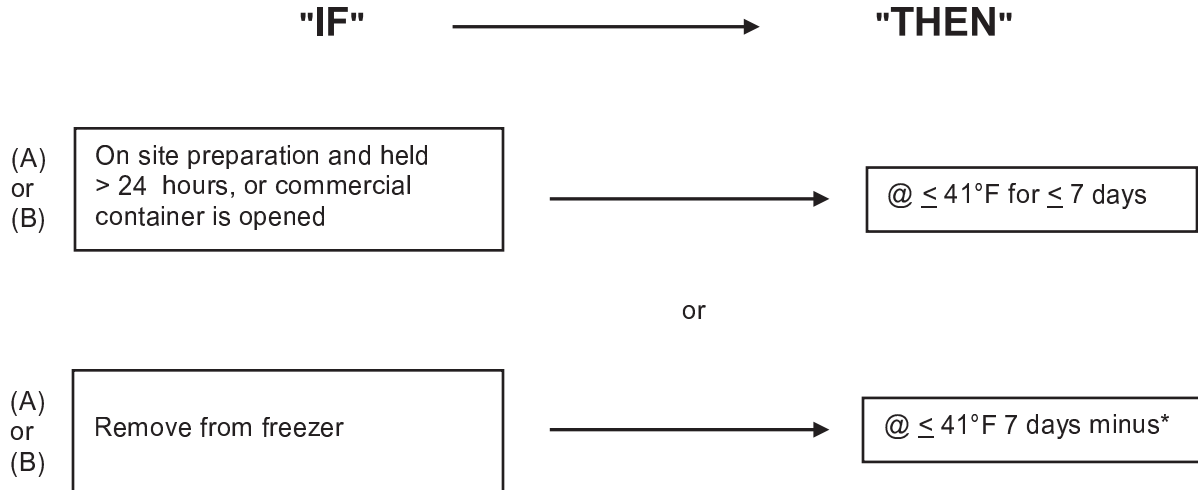 "IF" "THEN"
(A)
or
(B)
On site preparation and held
> 24 hours, or commercial
container is opened
@ ≤ 41°F for ≤ 7 days
or
(A)
or
(B)
Remove from freezer
@ ≤ 41°F 7 days minus*